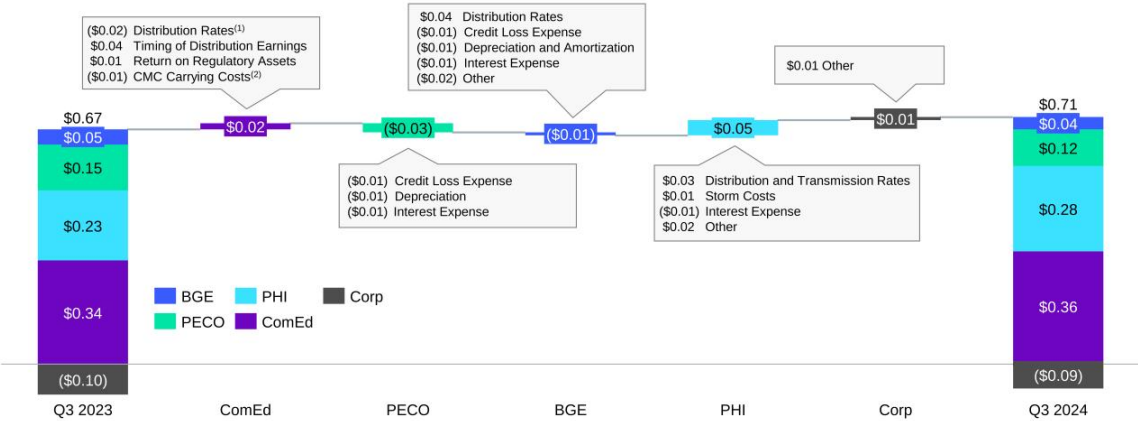 ($0.02) Distribution Rates(1)
$0.04 Timing of Distribution Earnings
$0.01 Return on Regulatory Assets
($0.01) CMC Carrying Costs(2)
$0.04 Distribution Rates
($0.01) Credit Loss Expense
($0.01) Depreciation and Amortization
($0.01) Interest Expense
($0.02) Other
$0.01 Other
$0.67
$0.05
$0.15
$0.23
$0.34
($0.10)
$0.02
($0.03)
($0.01)
$0.05
$0.01
$0.71
$0.04
$0.12
$0.28
$0.36
($0.09)
($0.01) Credit Loss Expense
($0.01) Depreciation
($0.01) Interest Expense
$0.03 Distribution and Transmission Rates
$0.01 Storm Costs
($0.01) Interest Expense
$0.02 Other
BGE PHI Corp
PECO ComEd
Q3 2023 ComEd PECO BGE PHI Corp Q3 2024